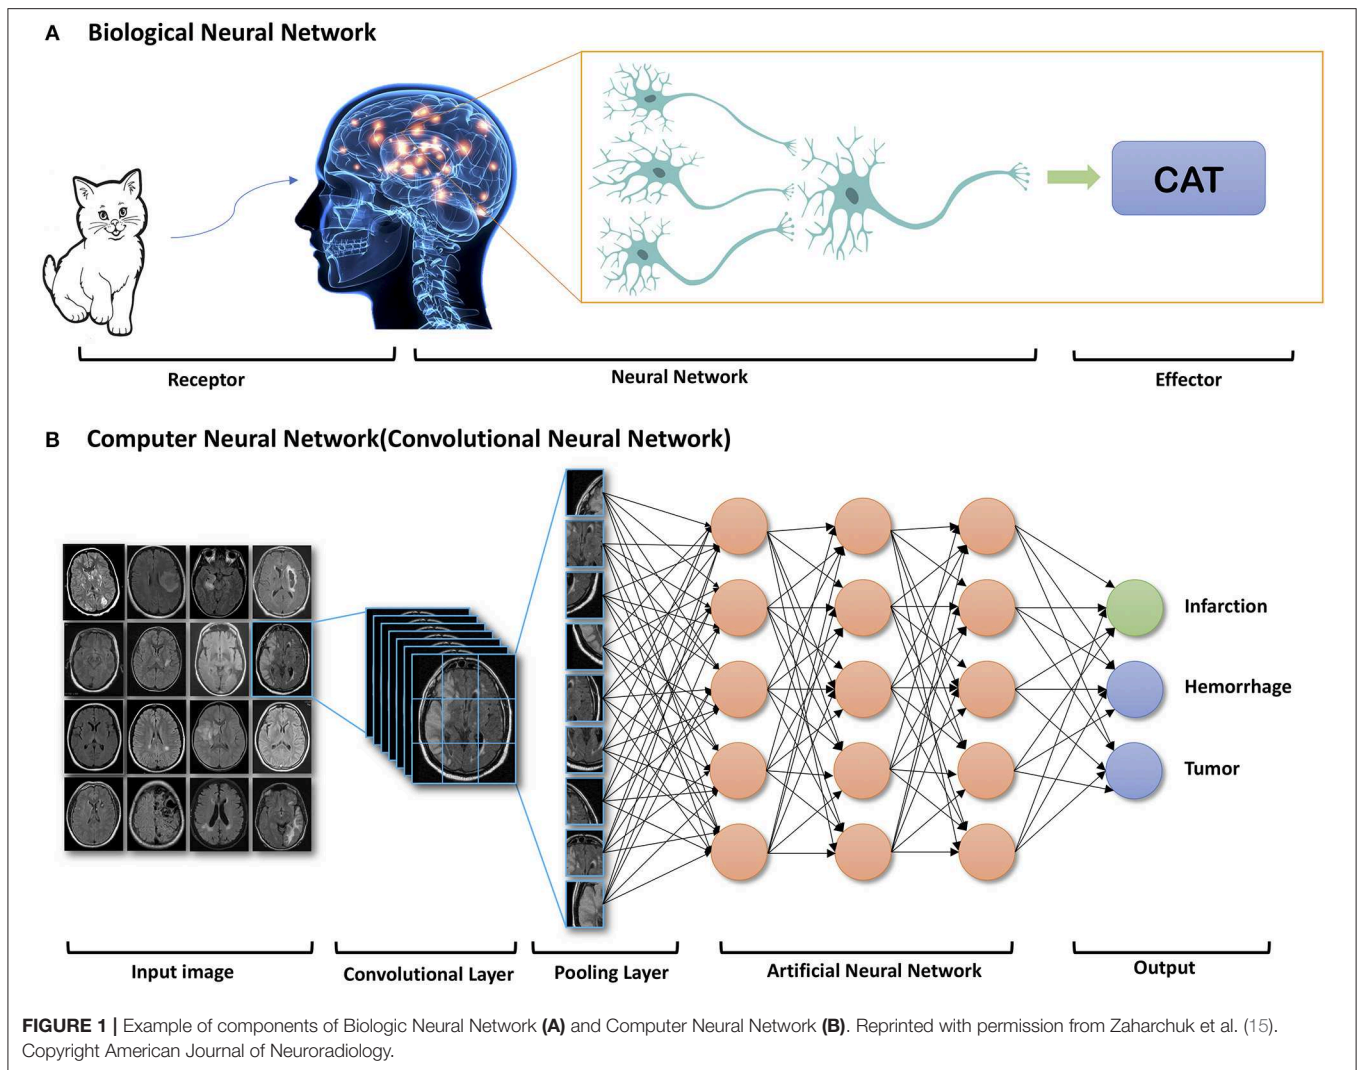 A Biological Neural Network
CAT
Receptor
Neural Network
Effector
B Computer Neural Network(Convolutional Neural Network)
Infarction
Hemorrhage
Tumor
Input image
Convolutional Layer
Pooling Layer
Artificial Neural Network
Output
FIGURE 1 | Example of components of Biologic Neural Network (A) and Computer Neural Network (B). Reprinted with permission from Zaharchuk et al. (15).
Copyright American Journal of Neuroradiology.